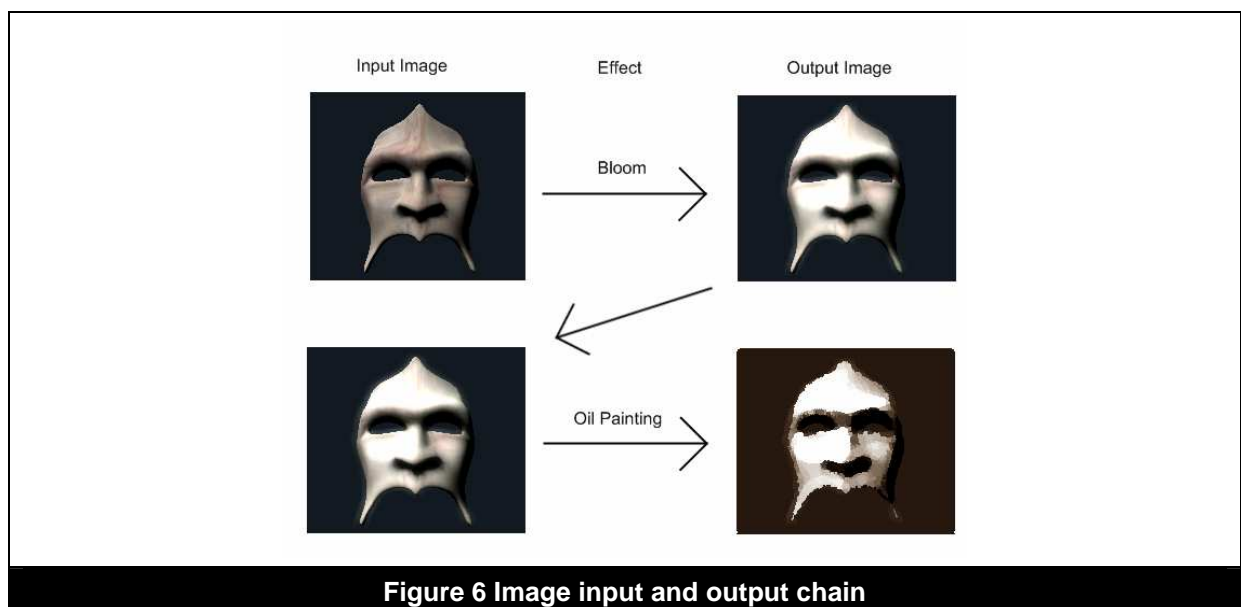 Input Image Effect Output Image
Bloom
Oil Painting
Figure 6 Image input and output chain